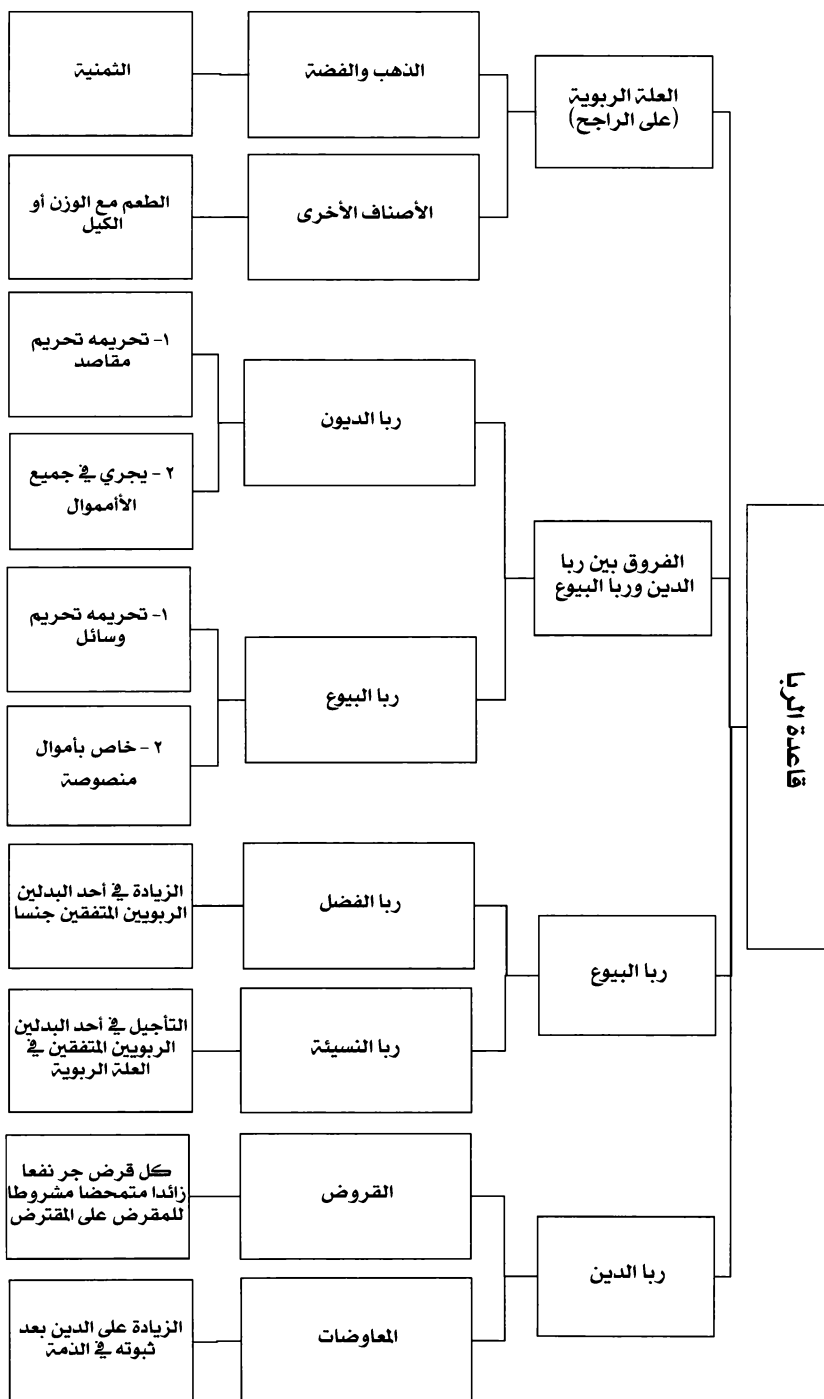 قاعدة الربا
العلة الربوية
(على الراجح)
الذهب والفضة
الثمنية
الأصناف الأخرى
الطعم مع الوزن أو
الكيل
الفروق بين ربا
الدين وربا البيوع
ربا الديون
١- تحريمه تحريم
مقاصد
٢ - يجري في جميع
الأأمموال
ربا البيوع
١- تحريمه تحريم
وسائل
٢ - خاص بأموال
منصوصة
ربا البيوع
ربا الفضل
الزيادة في أحد البدلين
الربويين المتفقين جنسا
ربا النسيئة
التأجيل في أحد البدلين
الربويين المتفقين في
العلة الربوية
ربا الدين
القروض
كل قرض جر نفعا
زائدا متمحضا مشروطا
للمقرض على المقترض
المعاوضات
الزيادة على الدين بعد
ثبوته في الذمة